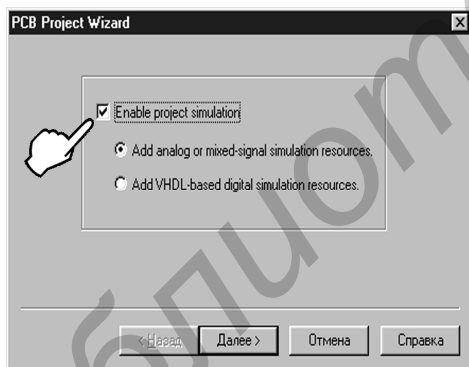 PCB Project Wizard
Enable project simulation
Add analog or mixed-signal simulation resources.
Add VHDL-based digital simulation resources.
< Назад
Далее >
Отмена
Справка